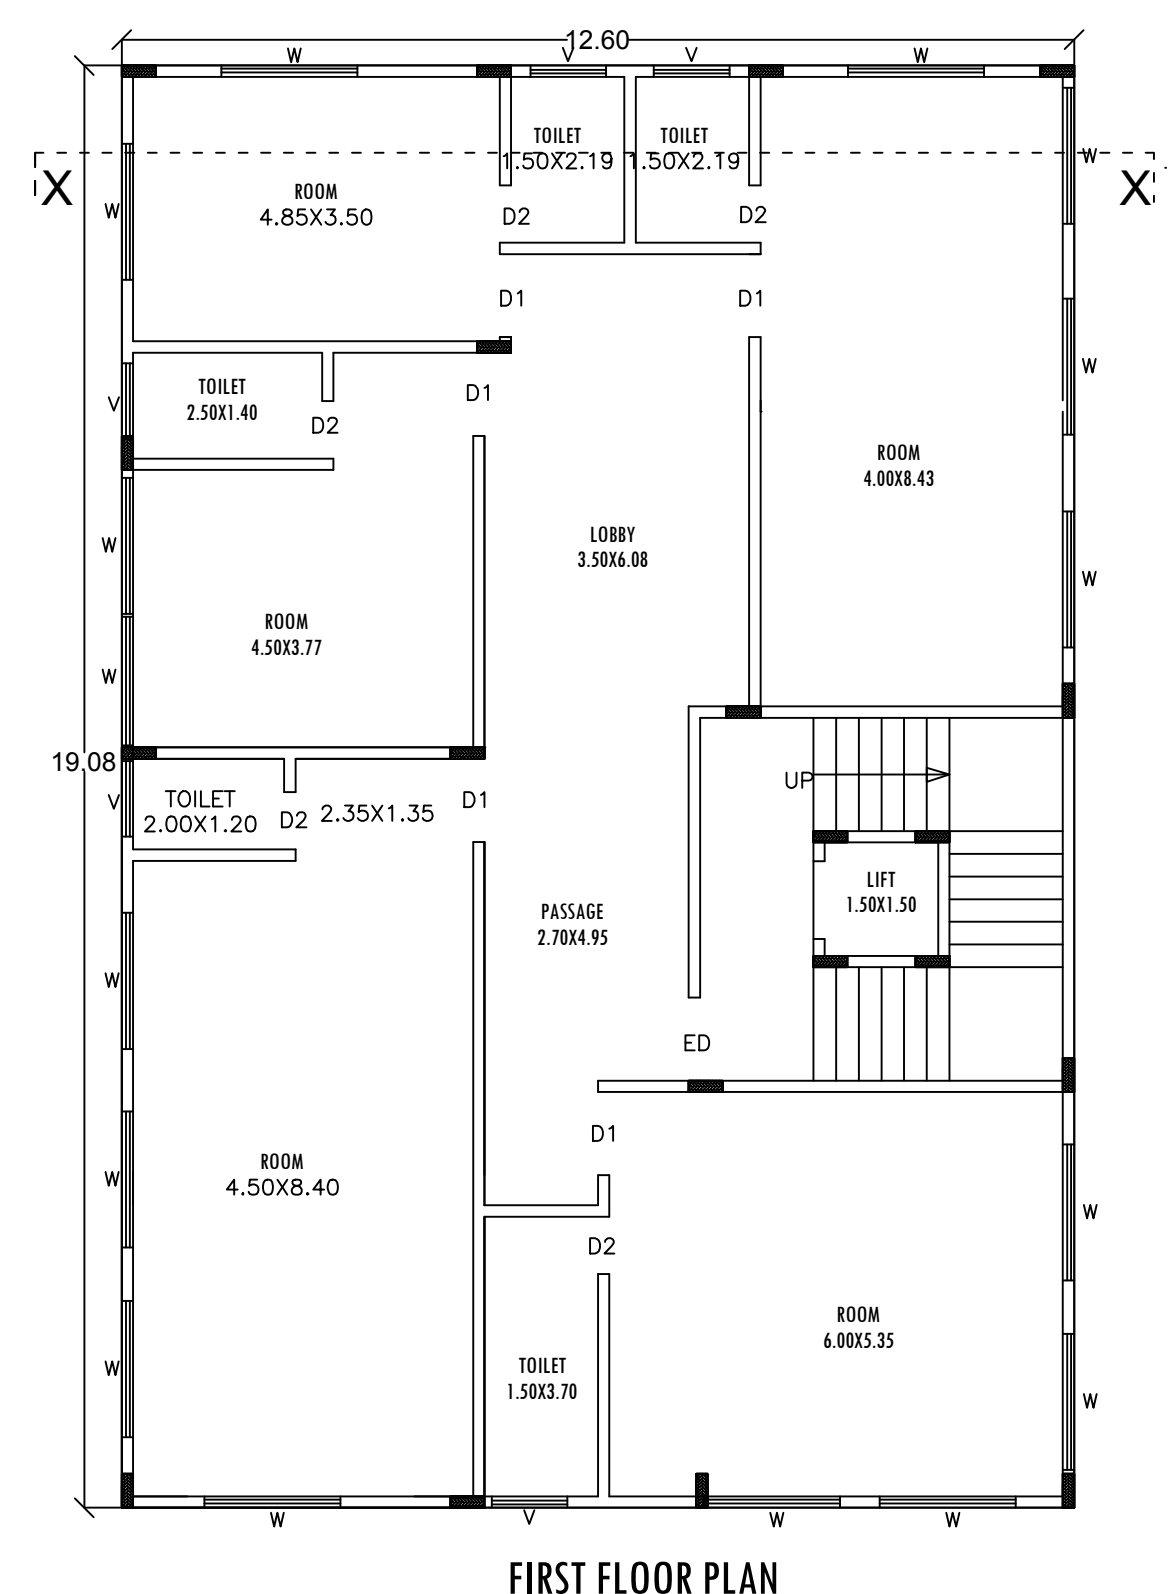 12.60
W
V
V
W
TOILET
1.50X2.19
TOILET
1.50X2.19
W
X
X
ROOM
4.85X3.50
W
D2
D2
D1
D1
W
TOILET
2.50X1.40
V
D1
D2
ROOM
4.00X8.43
LOBBY
3.50X6.08
W
W
ROOM
4.50X3.77
W
19.08
UP
TOILET
2.00X1.20
V
D2
2.35X1.35
D1
LIFT
1.50X1.50
PASSAGE
2.70X4.95
W
ED
D1
ROOM
4.50X8.40
W
W
D2
ROOM
6.00X5.35
TOILET
1.50X3.70
W
W
W
V
W
W
FIRST FLOOR PLAN